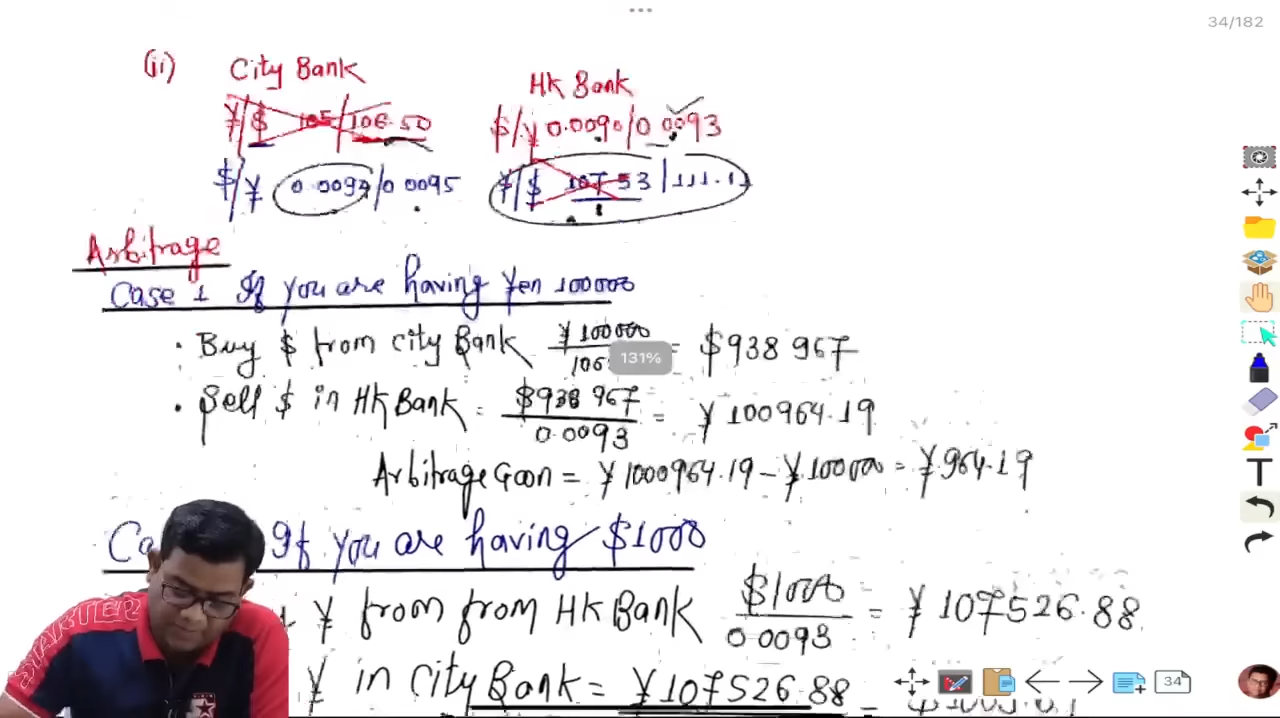 34/182
(ii) City Bank HK Bank
¥/$ 105/106.50 $/¥ 0.0090/0.0093
$/¥ 0.0094/0.0095 ¥/$ 107.53/111.11
Arbitrage
Case 1 If you are having Yen 100000
· Buy $ from city Bank ¥100000 = $938 967
131%
· Sell $ in HK Bank = $938 967 / 0.0093 = ¥ 100964.19
Arbitrage Gain = ¥1000964.19 - ¥100000 = ¥964.19
If you are having $1000
¥ from from HK Bank $1000 / 0.0093 = ¥ 107526.88
¥ in City Bank = ¥107526.88 =
34